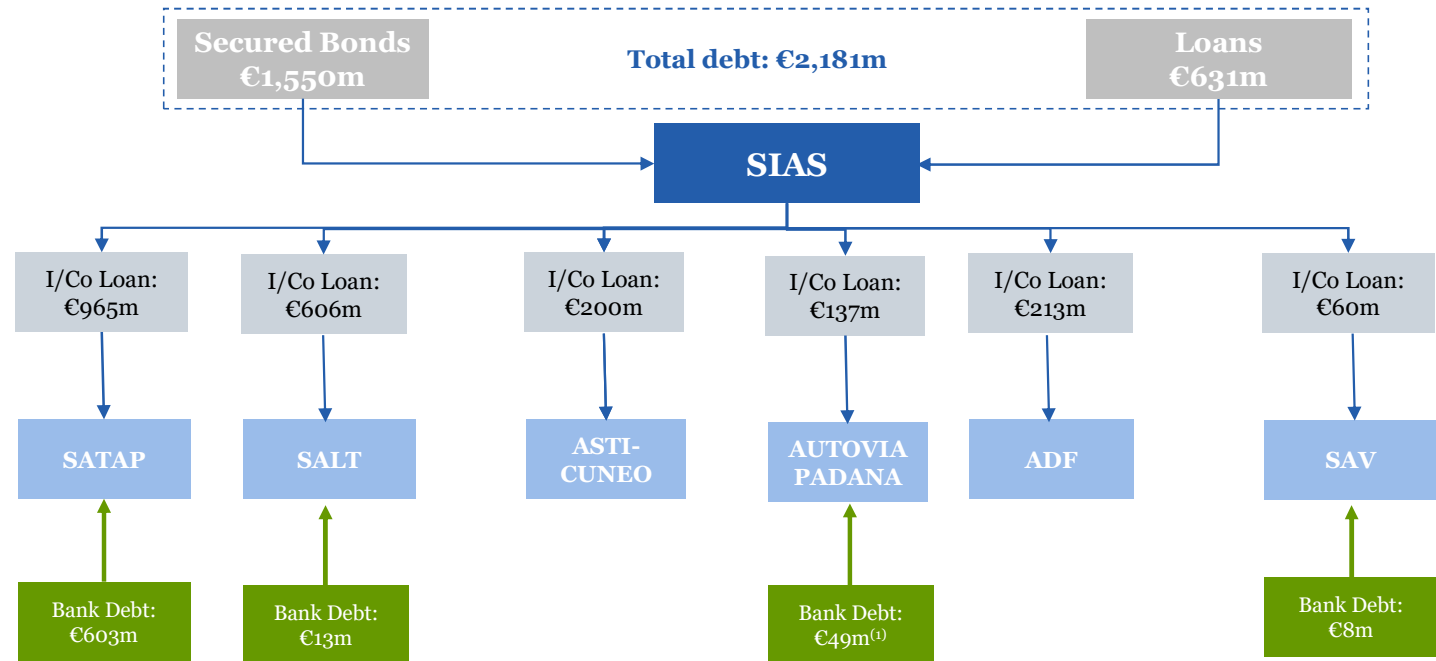 Secured Bonds
€1,550m
Total debt: €2,181m
Loans
€631m
SIAS
I/Co Loan:
€965m
I/Co Loan:
€606m
I/Co Loan:
€200m
I/Co Loan:
€137m
I/Co Loan:
€213m
I/Co Loan:
€60m
SATAP
SALT
ASTI-
CUNEO
AUTOVIA
PADANA
ADF
SAV
Bank Debt:
€603m
Bank Debt:
€13m
Bank Debt:
€49m(1)
Bank Debt:
€8m